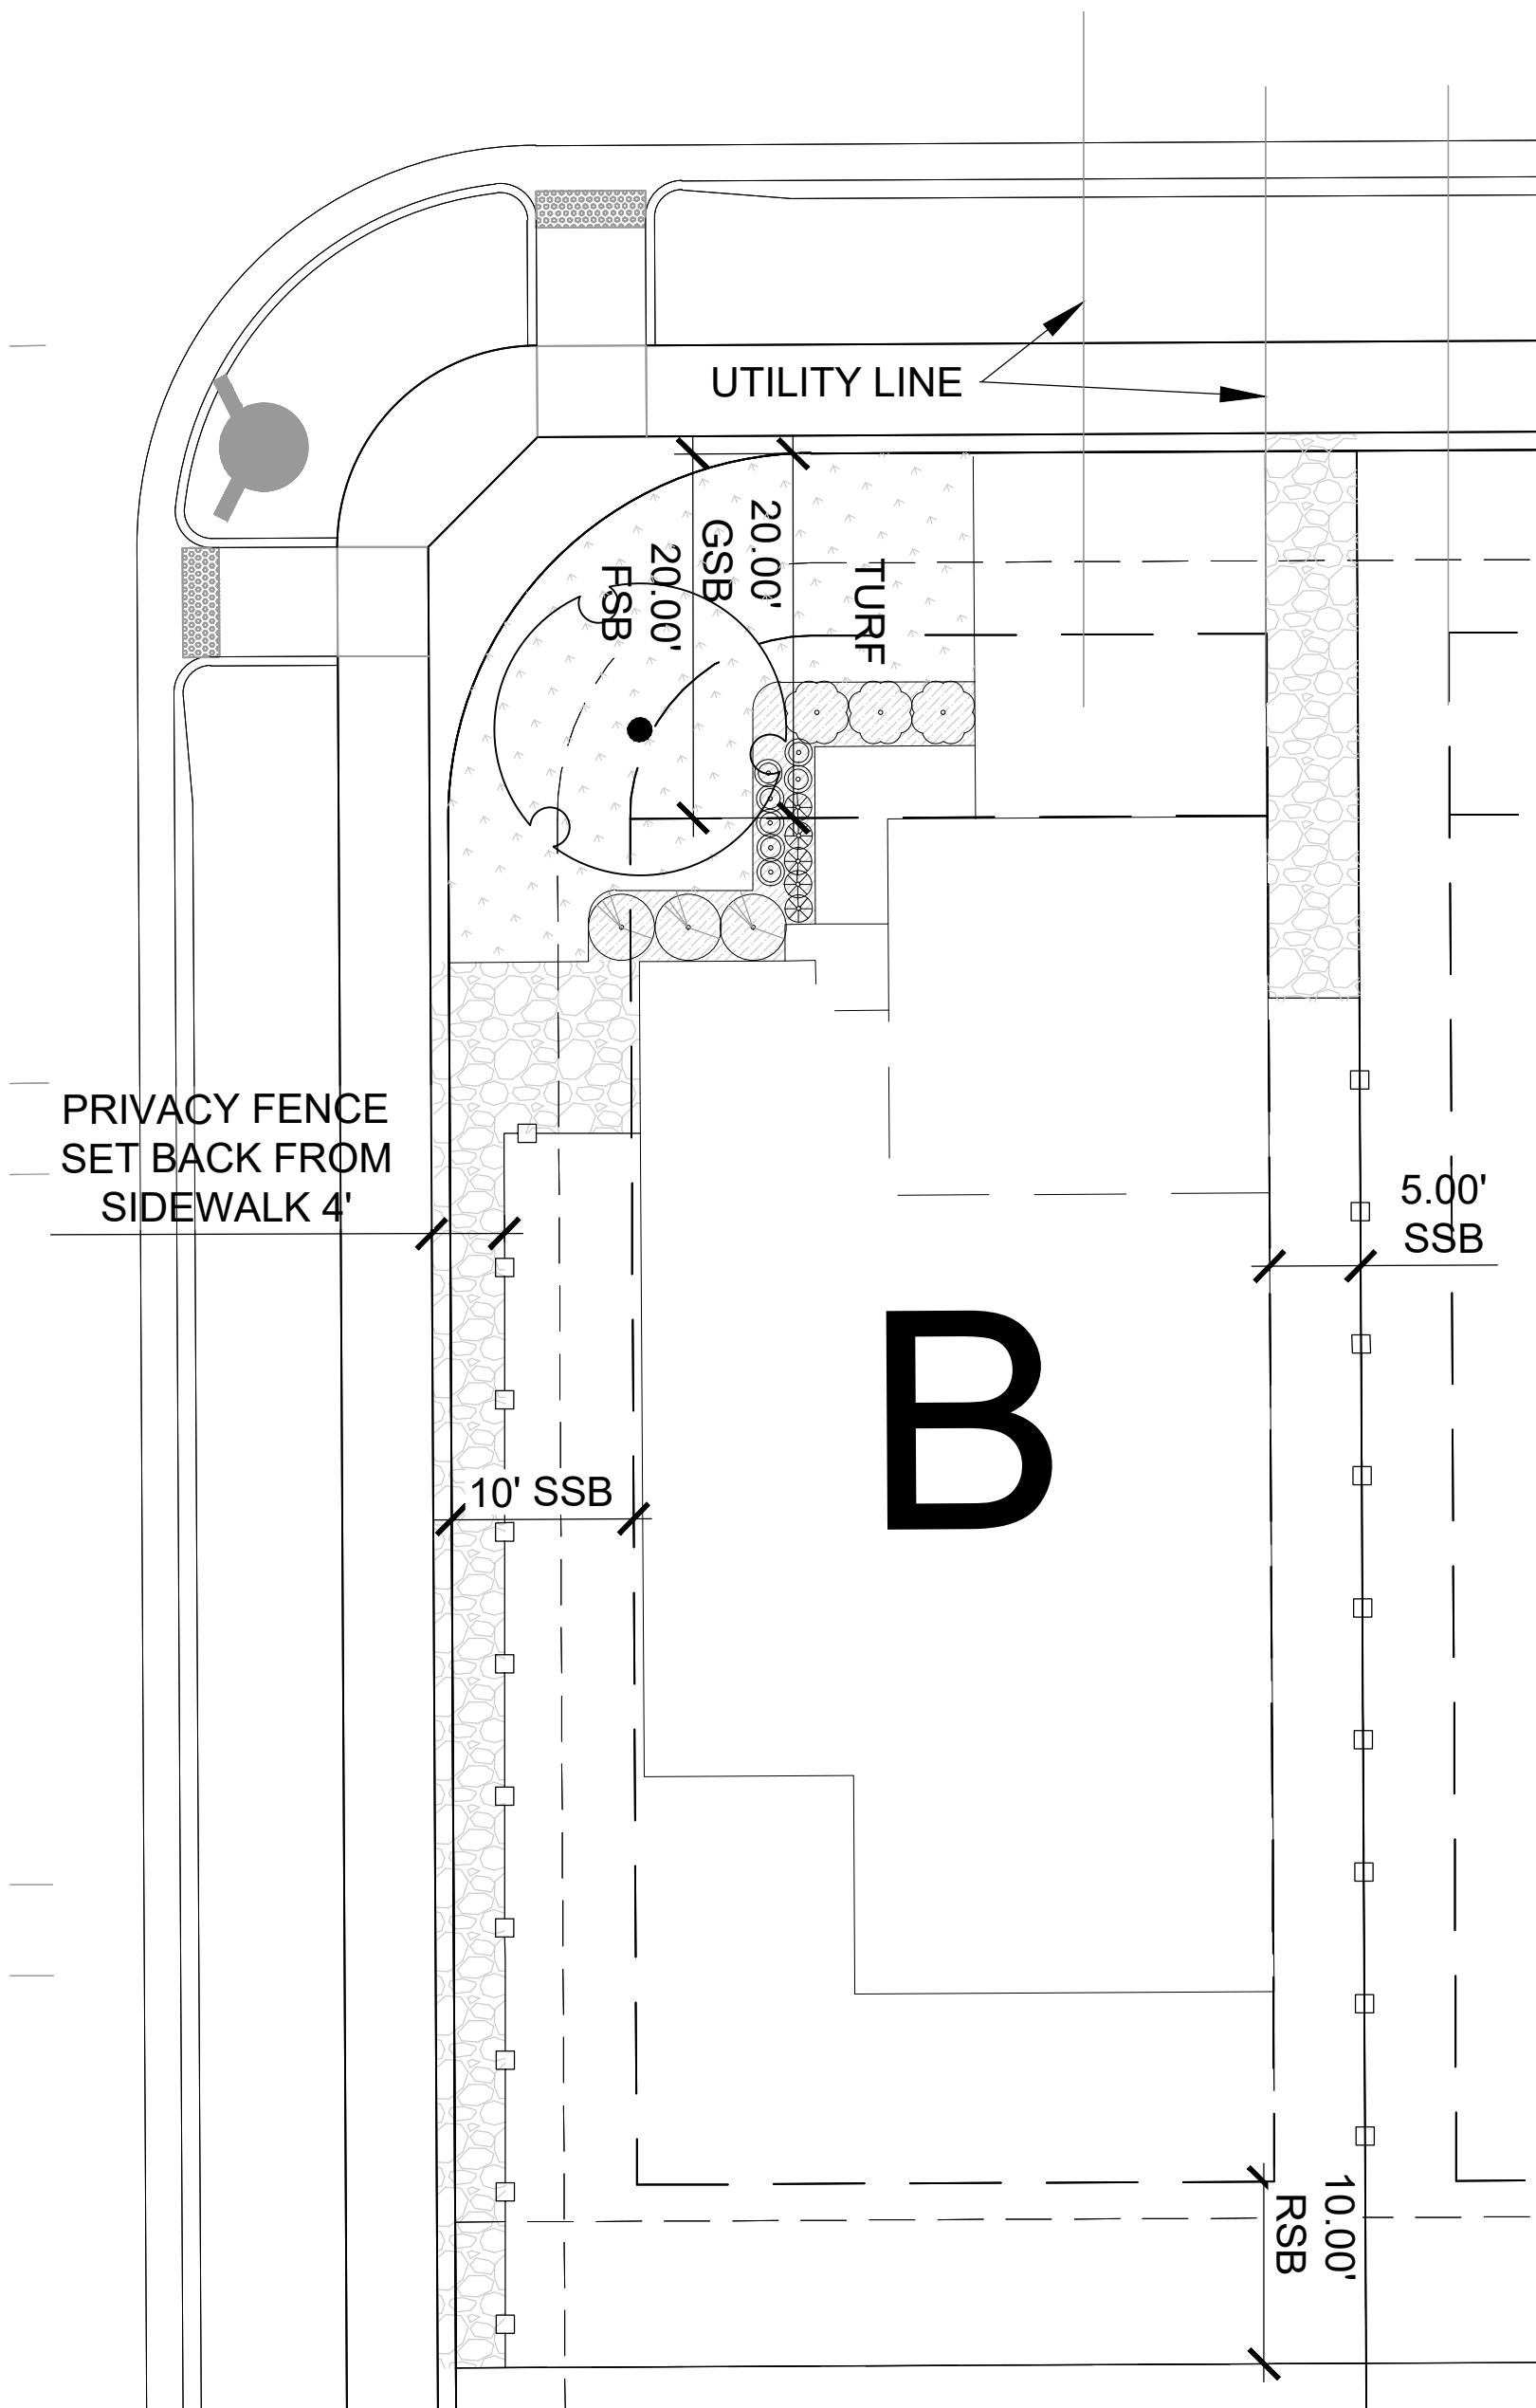 UTILITY LINE
20.00'
GSB
20.00'
FSB
TURF
PRIVACY FENCE
SET BACK FROM
SIDEWALK 4'
5.00'
SSB
B
10' SSB
10.00'
RSB